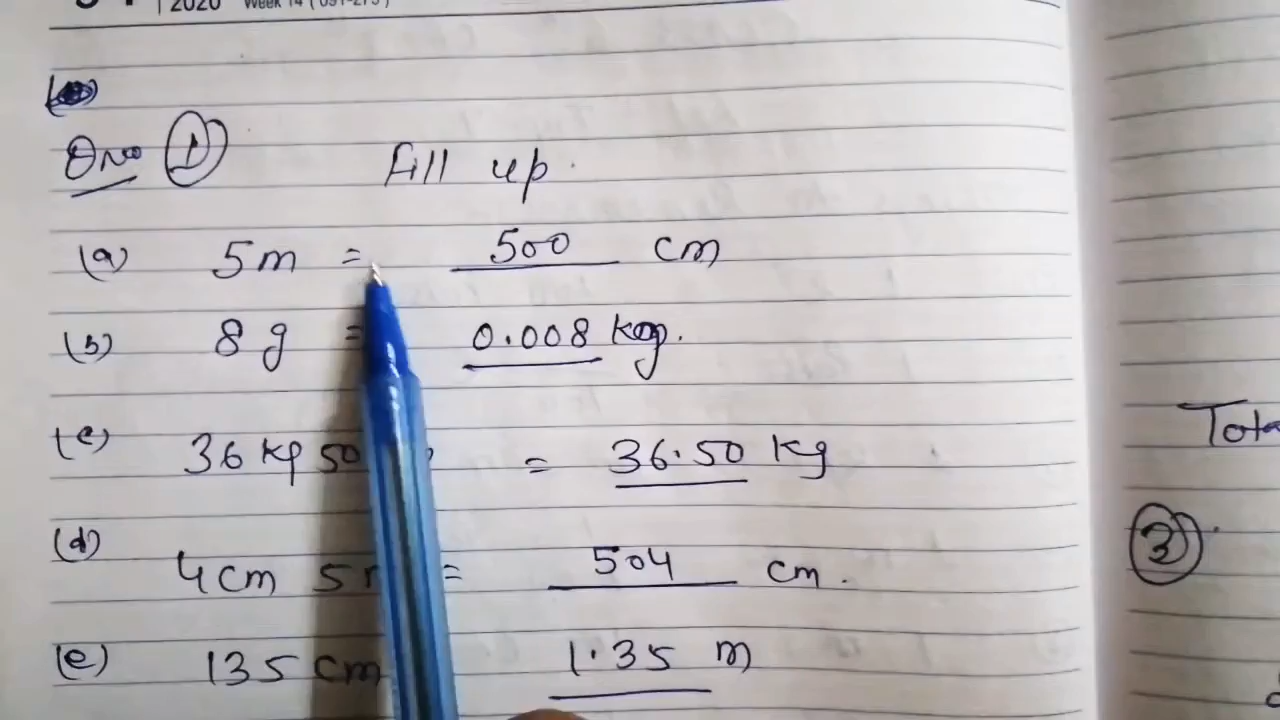 2020 Week 14
Qno (1) Fill up.
(a) 5m = 500 cm
(b) 8 g = 0.008 kg.
(c) 36 kg 50 = 36.50 kg
(d)
4cm 5 = 504 cm.
(e) 135 cm 1.35 m
Tota
(3)